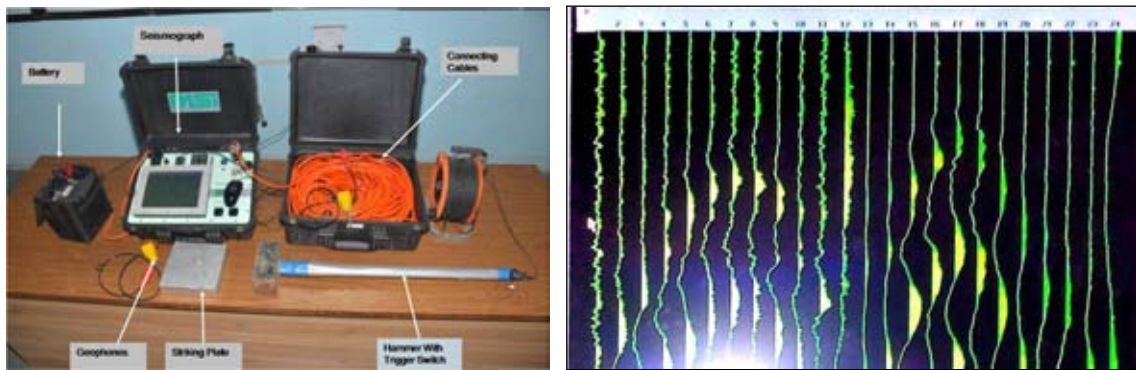 Seismograph
Connecting
Cables
Battery
Geophones
Striking Plate
Hammer With
Trigger Switch
2 3 4 5 6 7 8 9 10 11 12 13 14 15 16 17 18 19 20 21 22 23 24